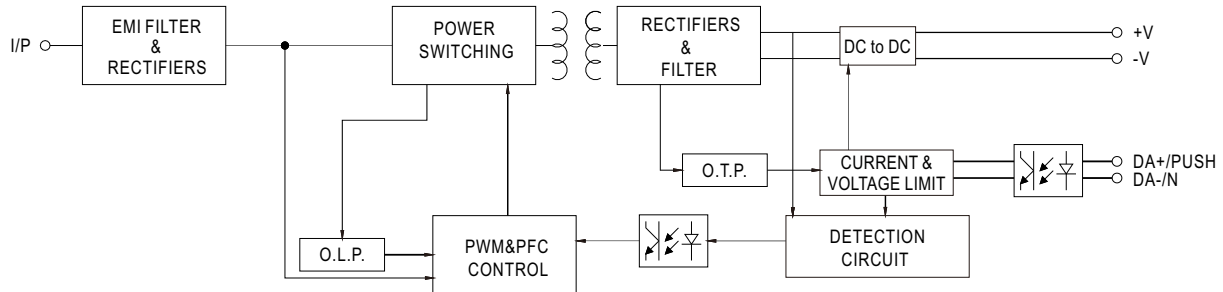 I/P
EMI FILTER
&
RECTIFIERS
POWER
SWITCHING
RECTIFIERS
&
FILTER
DC to DC
+V
-V
O.T.P.
CURRENT &
VOLTAGE LIMIT
DA+/PUSH
DA-/N
O.L.P.
PWM&PFC
CONTROL
DETECTION
CIRCUIT